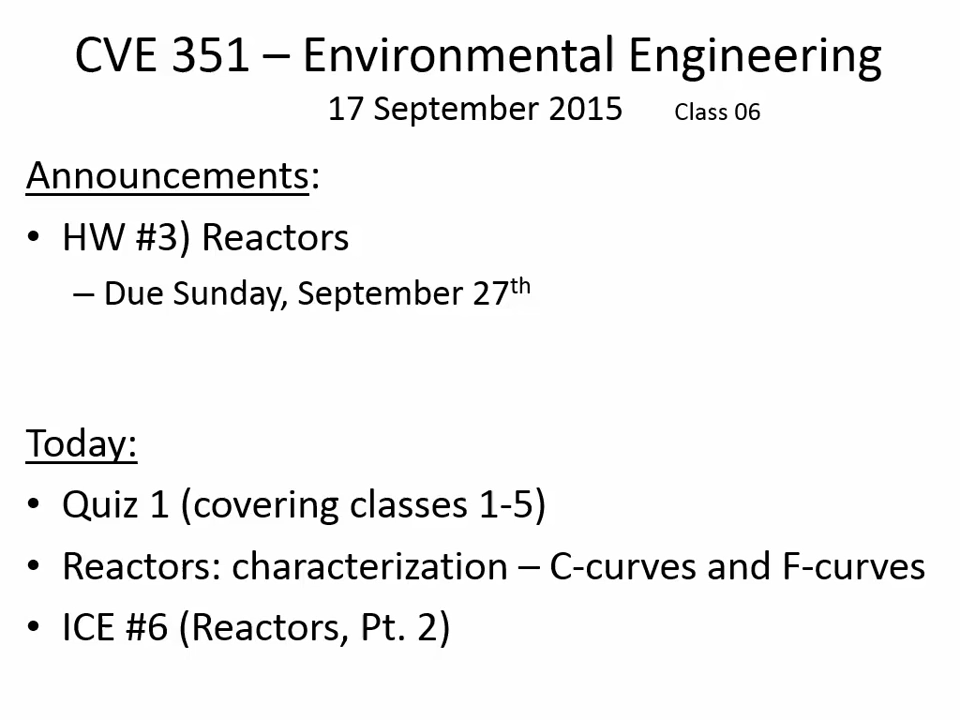 CVE 351 – Environmental Engineering
17 September 2015 Class 06
Announcements:
• HW #3) Reactors
– Due Sunday, September 27th
Today:
• Quiz 1 (covering classes 1-5)
• Reactors: characterization – C-curves and F-curves
• ICE #6 (Reactors, Pt. 2)